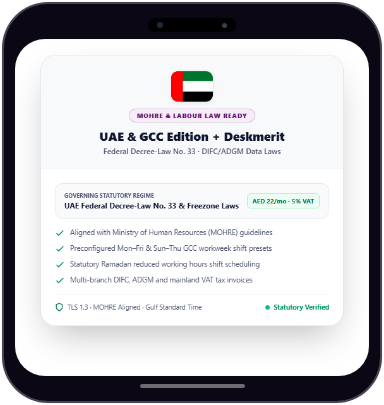 MOHRE & LABOUR LAW READY
UAE & GCC Edition + Deskmerit
Federal Decree-Law No. 33 · DIFC/ADGM Data Laws
GOVERNING STATUTORY REGIME
UAE Federal Decree-Law No. 33 & Freezone Laws
AED 22/mo · 5% VAT
Aligned with Ministry of Human Resources (MOHRE) guidelines
Preconfigured Mon–Fri & Sun–Thu GCC workweek shift presets
Statutory Ramadan reduced working hours shift scheduling
Multi-branch DIFC, ADGM and mainland VAT tax invoices
TLS 1.3 · MOHRE Aligned · Gulf Standard Time
Statutory Verified